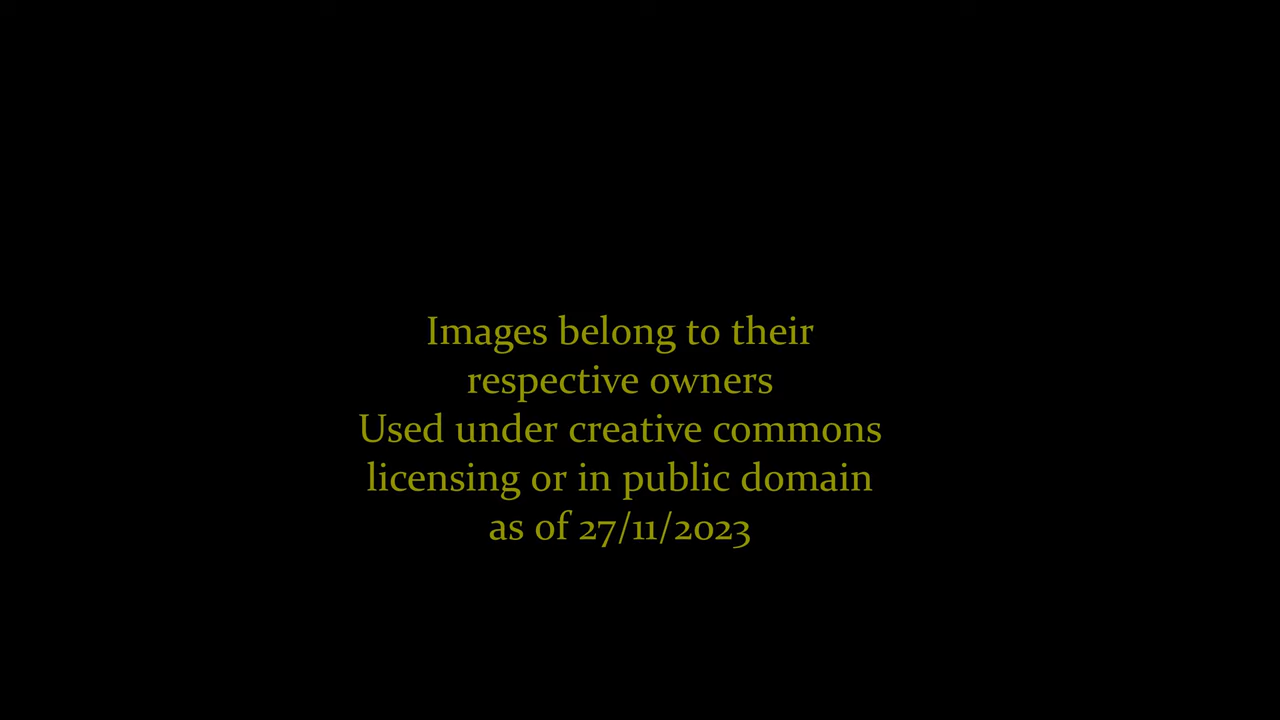 Images belong to their
respective owners
Used under creative commons
licensing or in public domain
as of 27/11/2023